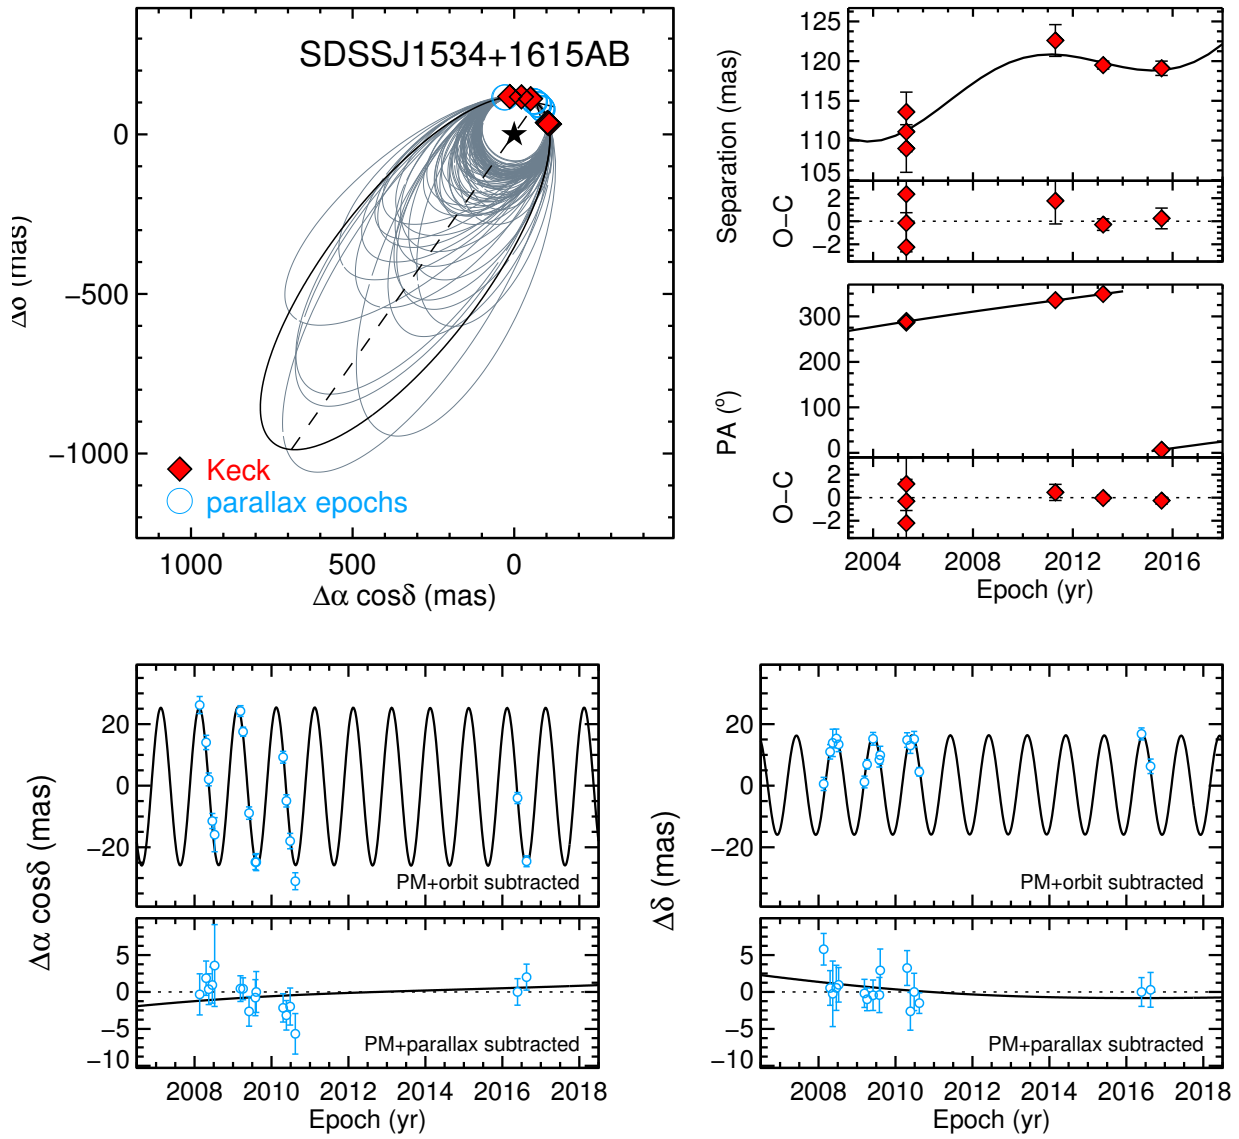 SDSSJ1534+1615AB
0
−500
−1000
Δδ (mas)
Keck
parallax epochs
1000 500 0
Δα cosδ (mas)
125
120
115
110
105
Separation (mas)
2
0
−2
O−C
300
200
100
0
PA (°)
2
0
−2
O−C
2004 2008 2012 2016
Epoch (yr)
20
0
−20
PM+orbit subtracted
Δα cosδ (mas)
5
0
−5
−10
PM+parallax subtracted
2008 2010 2012 2014 2016 2018
Epoch (yr)
20
0
−20
PM+orbit subtracted
Δδ (mas)
5
0
−5
−10
PM+parallax subtracted
2008 2010 2012 2014 2016 2018
Epoch (yr)